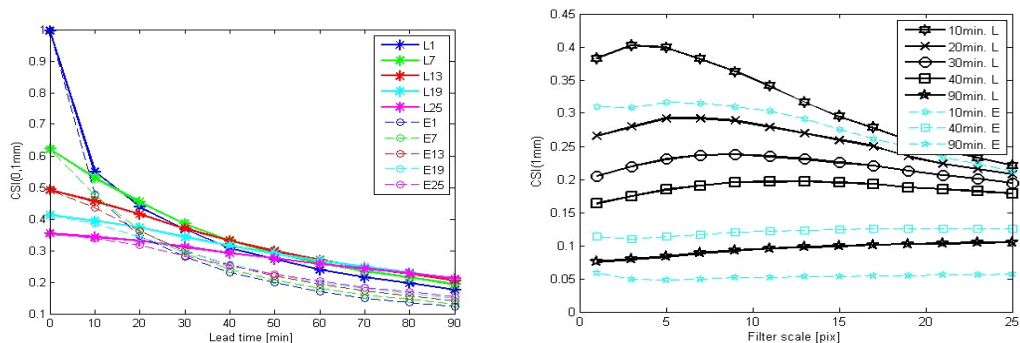 CSI(0,1mm)
1
0.9
0.8
0.7
0.6
0.5
0.4
0.3
0.2
0.1
0 10 20 30 40 50 60 70 80 90
Lead time [min]
L1
L7
L13
L19
L25
E1
E7
E13
E19
E25
CSI(1mm)
0.45
0.4
0.35
0.3
0.25
0.2
0.15
0.1
0.05
0
0 5 10 15 20 25
Filter scale [pix]
10min. L
20min. L
30min. L
40min. L
90min. L
10min. E
40min. E
90min. E